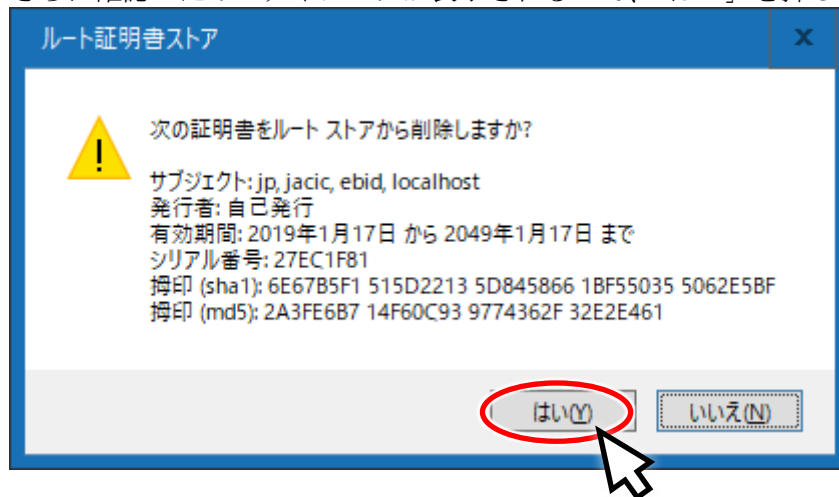 ルート証明書ストア
次の証明書をルート ストアから削除しますか?
サブジェクト: jp, jacic, ebid, localhost
発行者: 自己発行
有効期間: 2019年1月17日 から 2049年1月17日 まで
シリアル番号: 27EC1F81
拇印 (sha1): 6E67B5F1 515D2213 5D845866 1BF55035 5062E5BF
拇印 (md5): 2A3FE6B7 14F60C93 9774362F 32E2E461
はい(Y) いいえ(N)